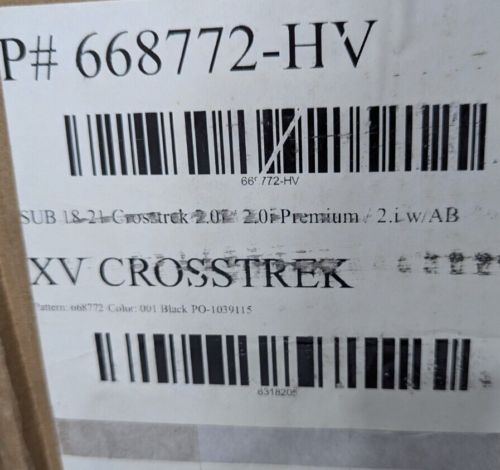 P# 668772-HV
66 772-HV
SUB 18-21 Crosstrek 2.0i / 2.0i Premium / 2.i w/AB
XV CROSSTREK
Pattern: 668772 Color: 001 Black PO-1039115
6318205